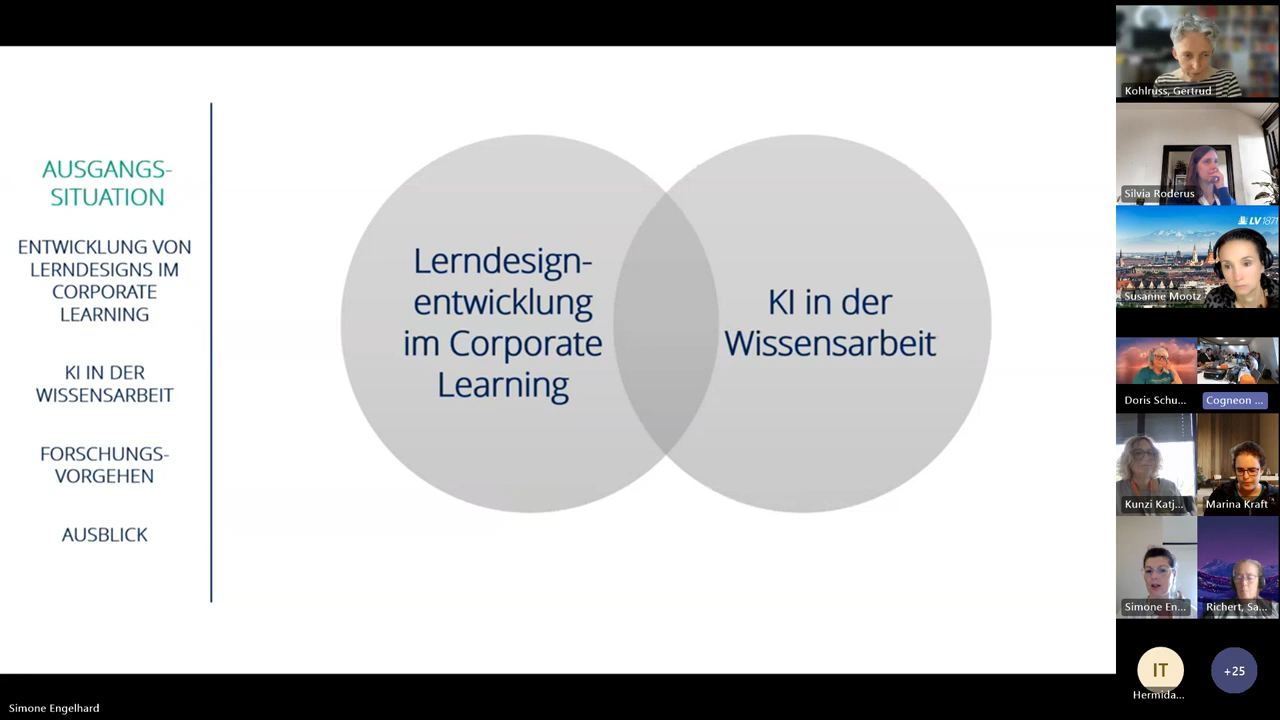 AUSGANGS-
SITUATION
ENTWICKLUNG VON
LERNDESIGNS IM
CORPORATE
LEARNING
KI IN DER
WISSENSARBEIT
FORSCHUNGS-
VORGEHEN
AUSBLICK
Lerndesign-
entwicklung
im Corporate
Learning
KI in der
Wissensarbeit
Kohlruss, Gertrud
Silvia Roderus
LV 1871
Susanne Mootz
Doris Schu...
Cogneon ...
Kunzi Katj...
Marina Kraft
Simone En...
Richert, Sa...
IT
Hermida...
+25
Simone Engelhard